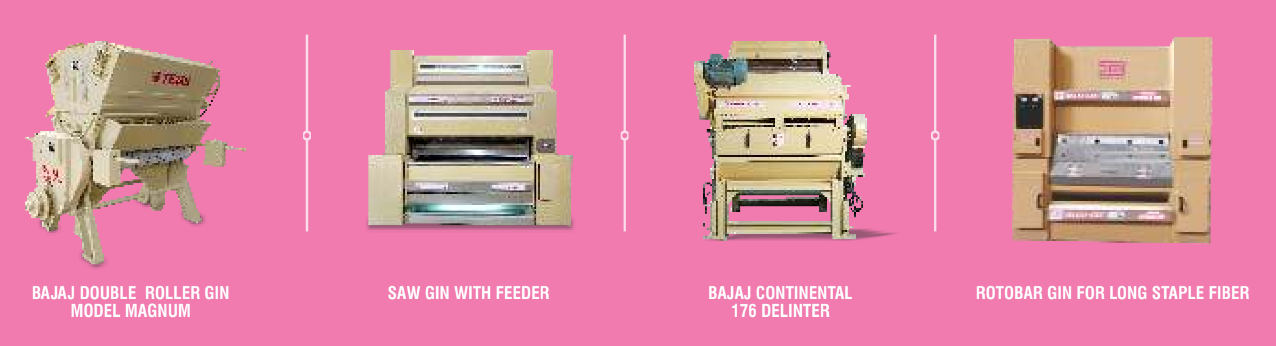 TEJAS
BAJAJ DOUBLE ROLLER GIN
MODEL MAGNUM
SAW GIN WITH FEEDER
BAJAJ CONTINENTAL
176 DELINTER
ROTOBAR GIN FOR LONG STAPLE FIBER